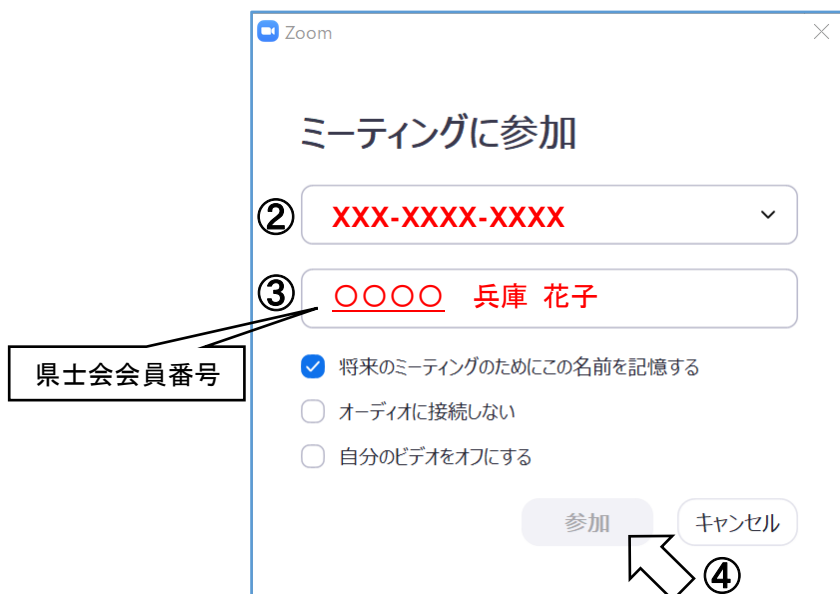 Zoom
ミーティングに参加
② XXX-XXXX-XXXX
③ 〇〇〇〇 兵庫 花子
県士会会員番号
将来のミーティングのためにこの名前を記憶する
オーディオに接続しない
自分のビデオをオフにする
参加 キャンセル
④